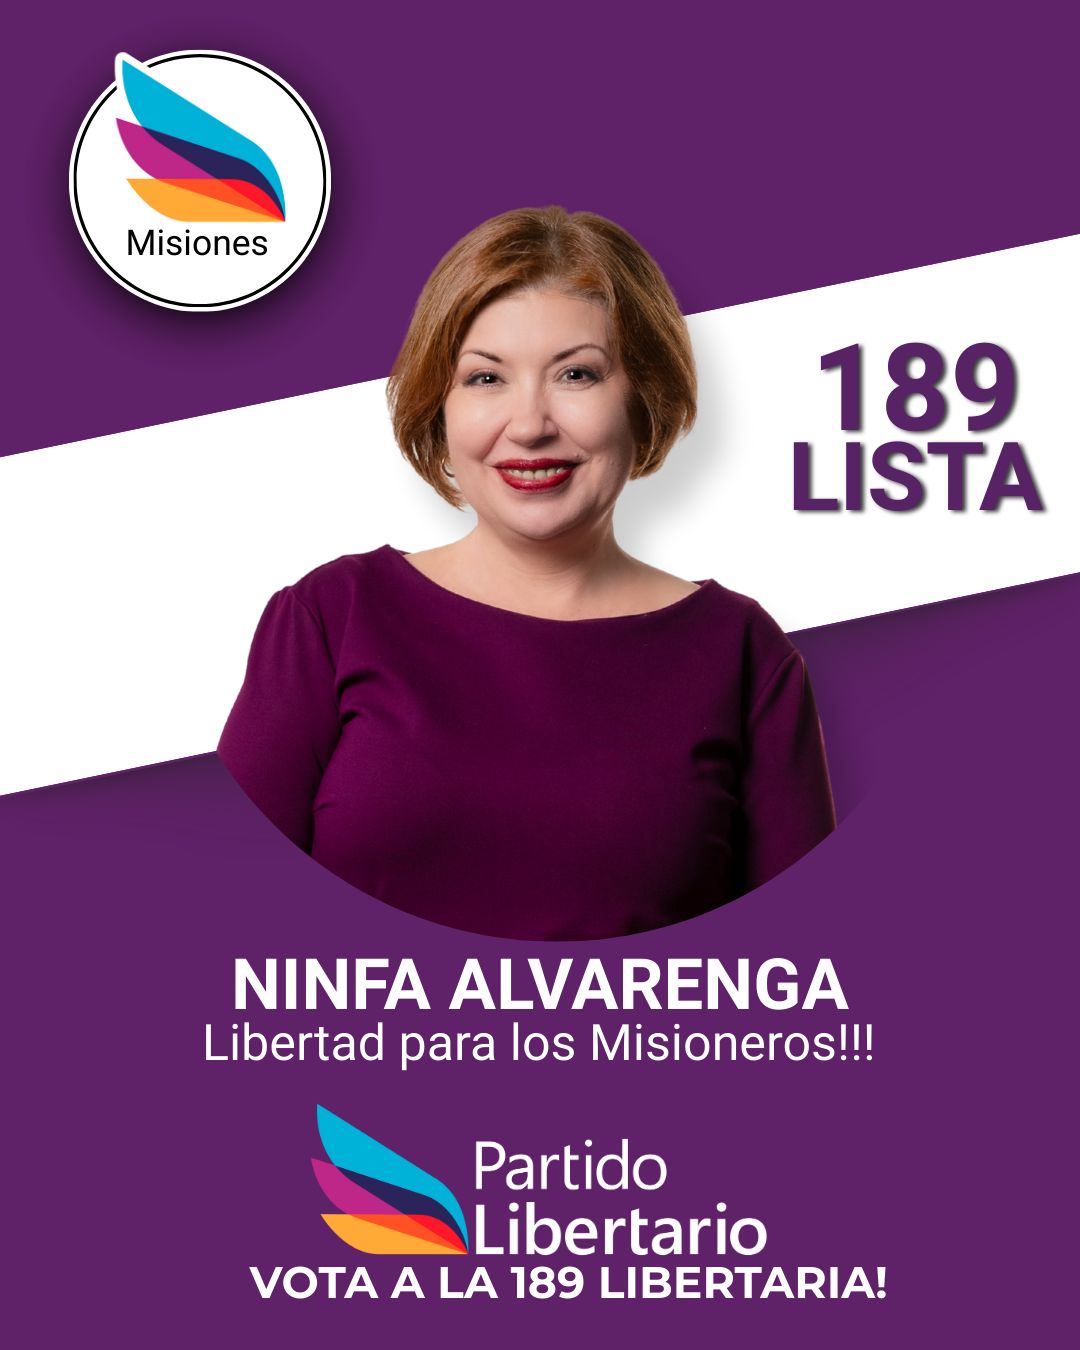 Misiones
189
LISTA
NINFA ALVARENGA
Libertad para los Misioneros!!!
Partido
Libertario
VOTA A LA 189 LIBERTARIA!